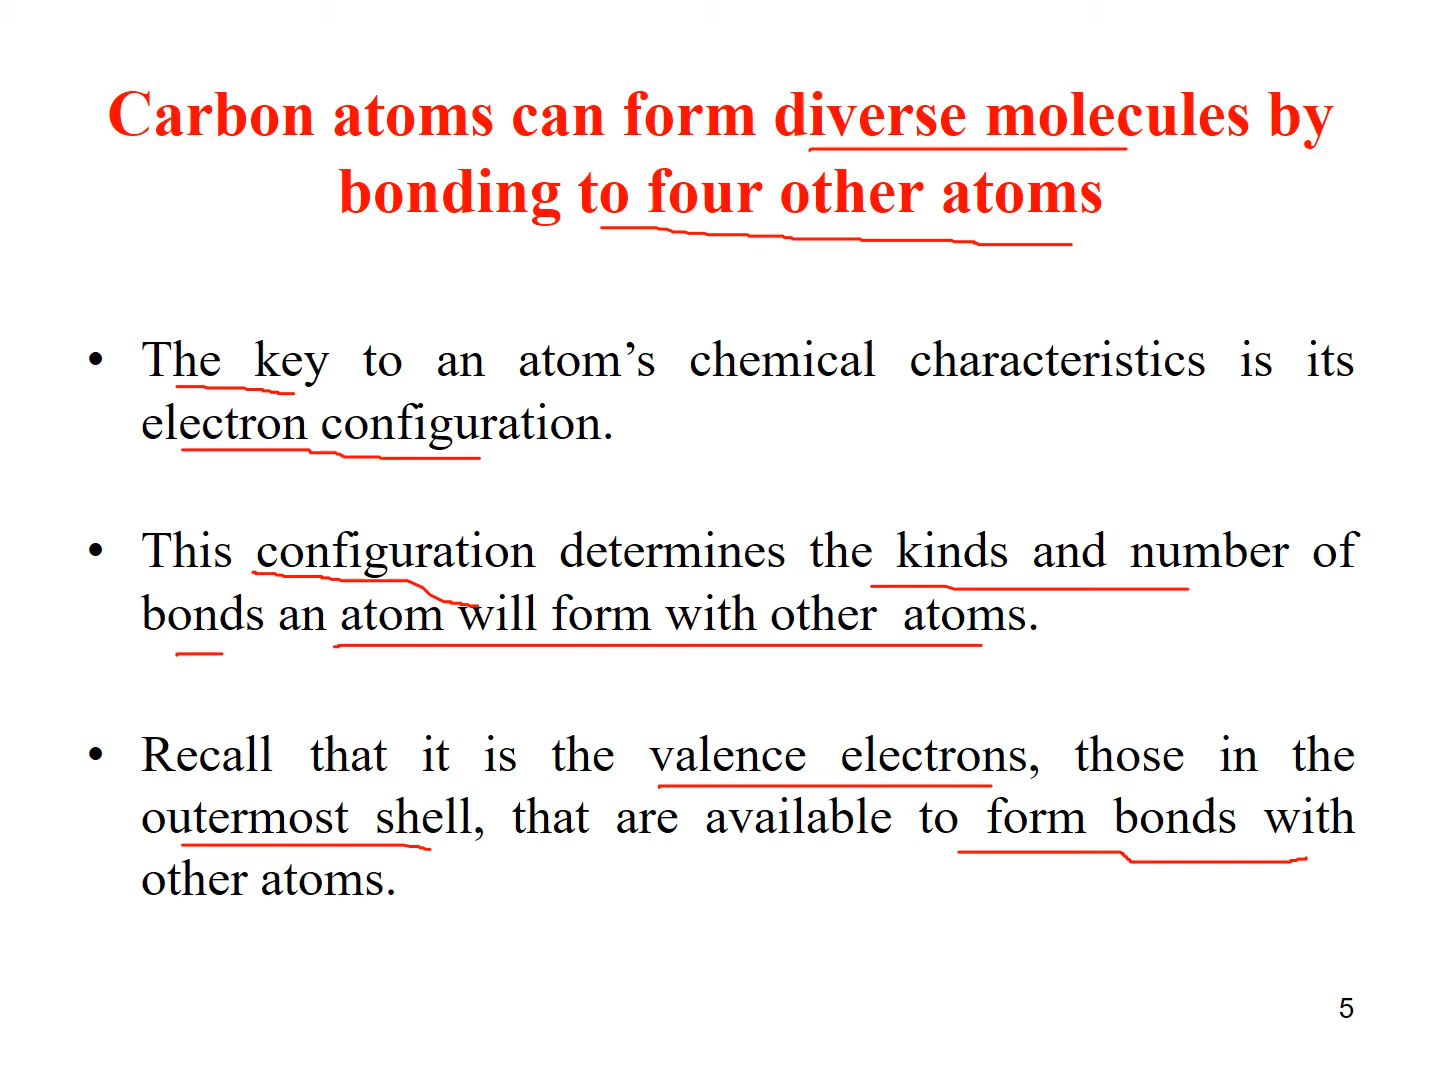 Carbon atoms can form diverse molecules by
bonding to four other atoms
• The key to an atom’s chemical characteristics is its
electron configuration.
• This configuration determines the kinds and number of
bonds an atom will form with other atoms.
• Recall that it is the valence electrons, those in the
outermost shell, that are available to form bonds with
other atoms.
5